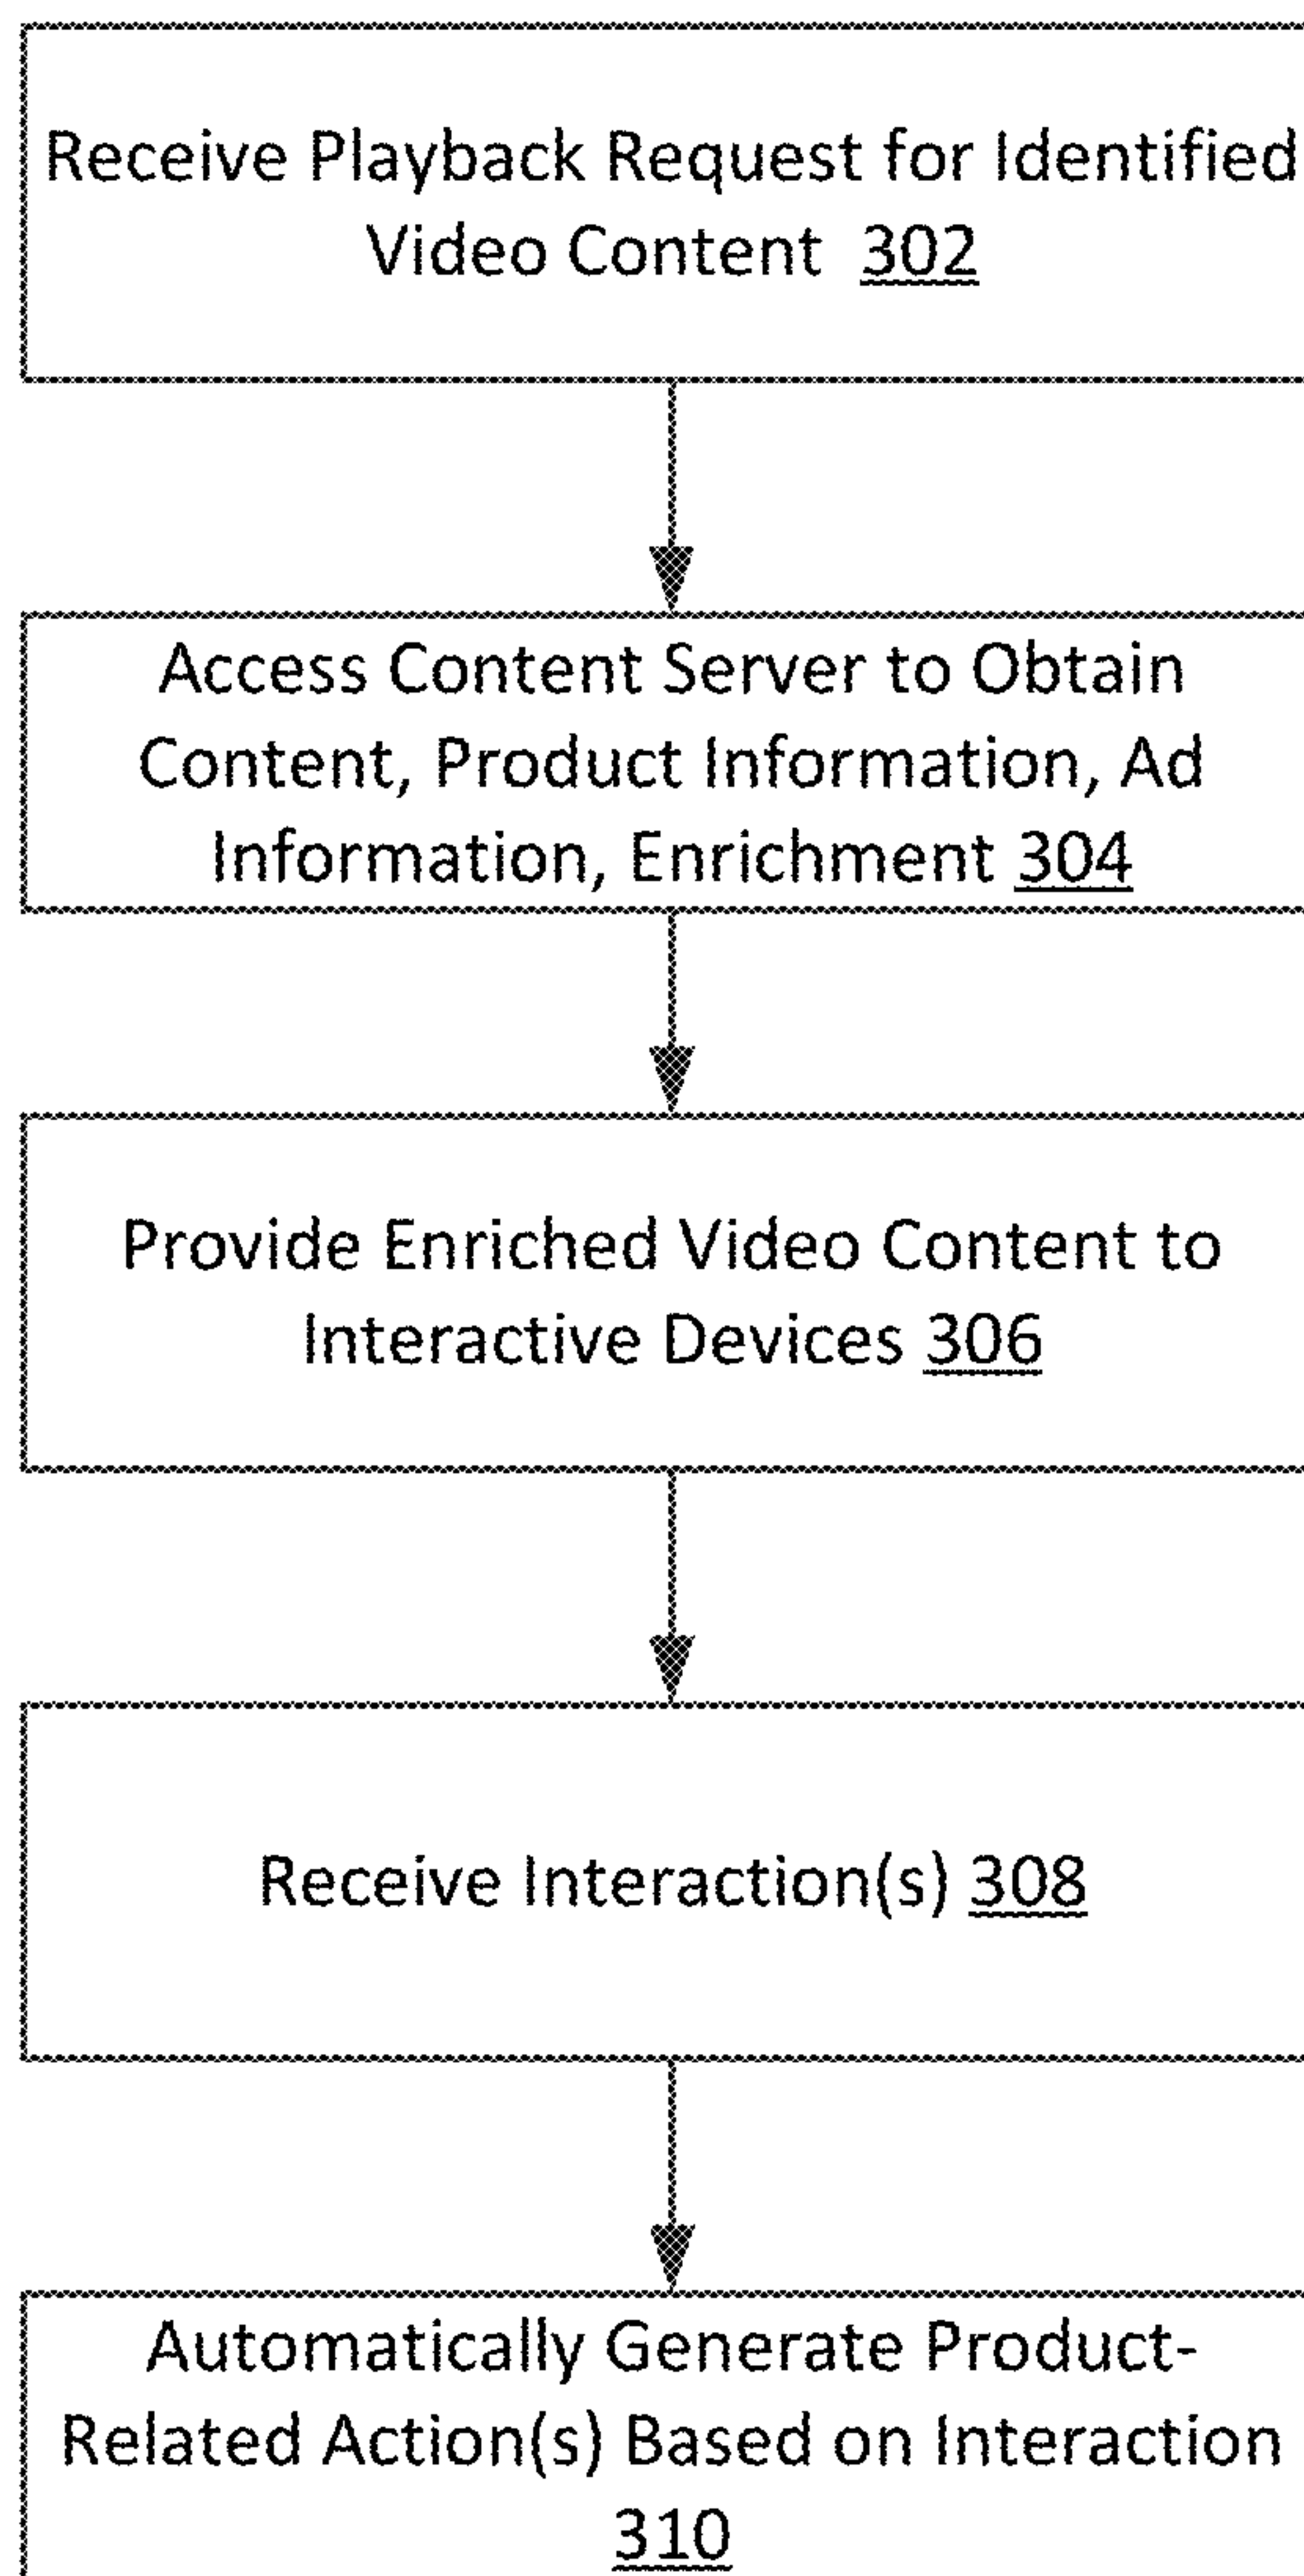 Receive Playback Request for Identified
Video Content 302
Access Content Server to Obtain
Content, Product Information, Ad
Information, Enrichment 304
Provide Enriched Video Content to
Interactive Devices 306
Receive Interaction(s) 308
Automatically Generate Product-
Related Action(s) Based on Interaction
310